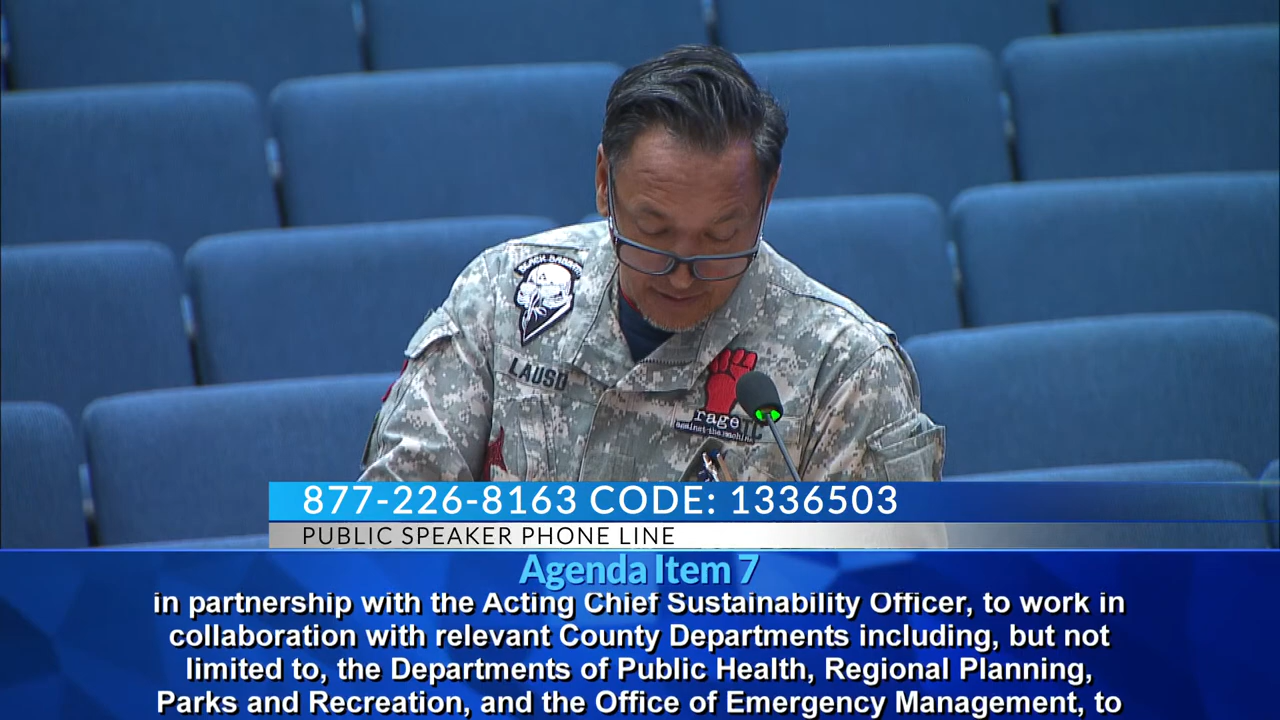 BLACK SABBATH
LAUSD
rage
against the machine
877-226-8163 CODE: 1336503
PUBLIC SPEAKER PHONE LINE
Agenda Item 7
in partnership with the Acting Chief Sustainability Officer, to work in
collaboration with relevant County Departments including, but not
limited to, the Departments of Public Health, Regional Planning,
Parks and Recreation, and the Office of Emergency Management, to